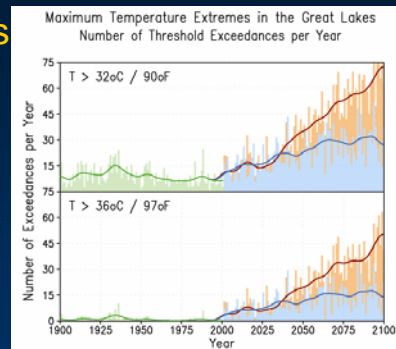 s
Maximum Temperature Extremes in the Great Lakes
Number of Threshold Exceedances per Year
75
60
45
30
15
T > 32oC / 90oF
75
60
45
30
15
0
T > 36oC / 97oF
Number of Exceedances per Year
1900 1925 1950 1975 2000 2025 2050 2075 2100
Year